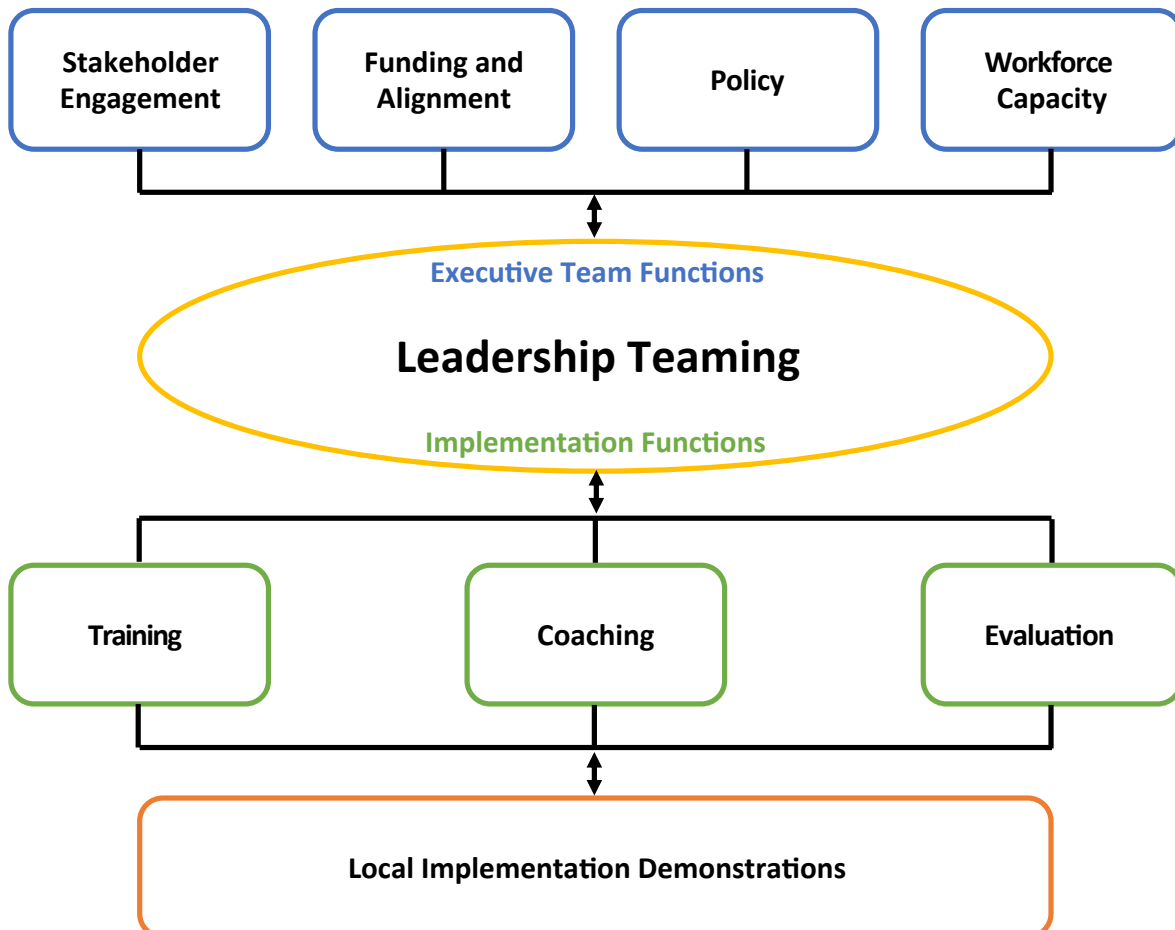 Stakeholder
Engagement
Funding and
Alignment
Policy
Workforce
Capacity
Executive Team Functions
Leadership Teaming
Implementation Functions
Training
Coaching
Evaluation
Local Implementation Demonstrations